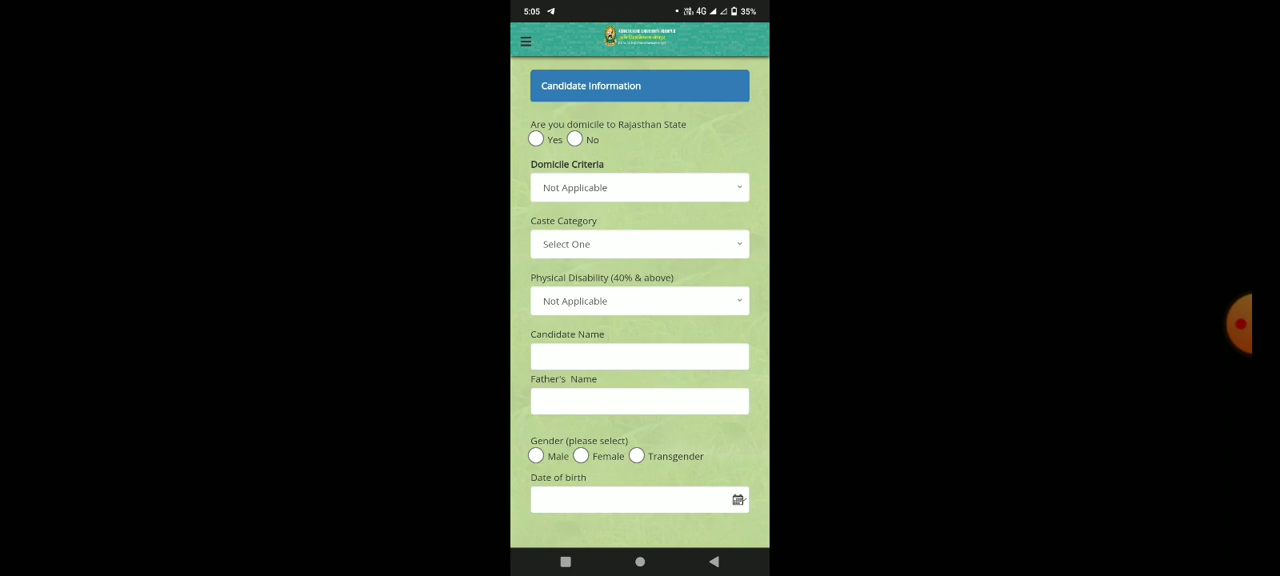 5:05 4G 35%
Candidate Information
Are you domicile to Rajasthan State
Yes No
Domicile Criteria
Not Applicable
Caste Category
Select One
Physical Disability (40% & above)
Not Applicable
Candidate Name
Father's Name
Gender (please select)
Male Female Transgender
Date of birth